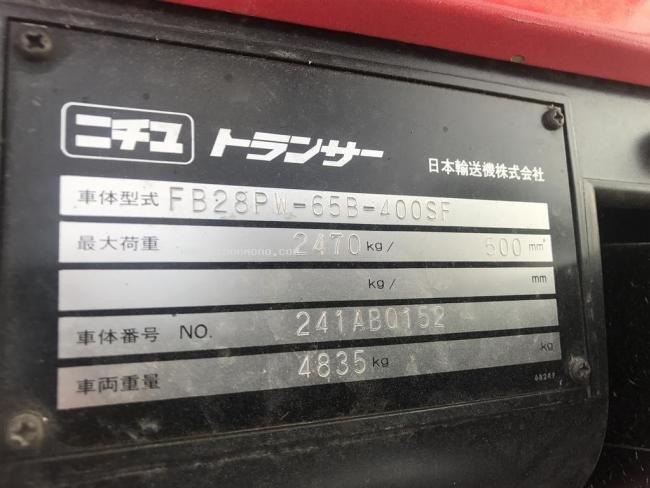 ニチユ トランサー 日本輸送機株式会社
車体型式 FB28PW-65B-400SF
最大荷重 2470 kg/ 500 mm
kg/ mm
車体番号 NO. 241AB0152
車両重量 4835 kg kg